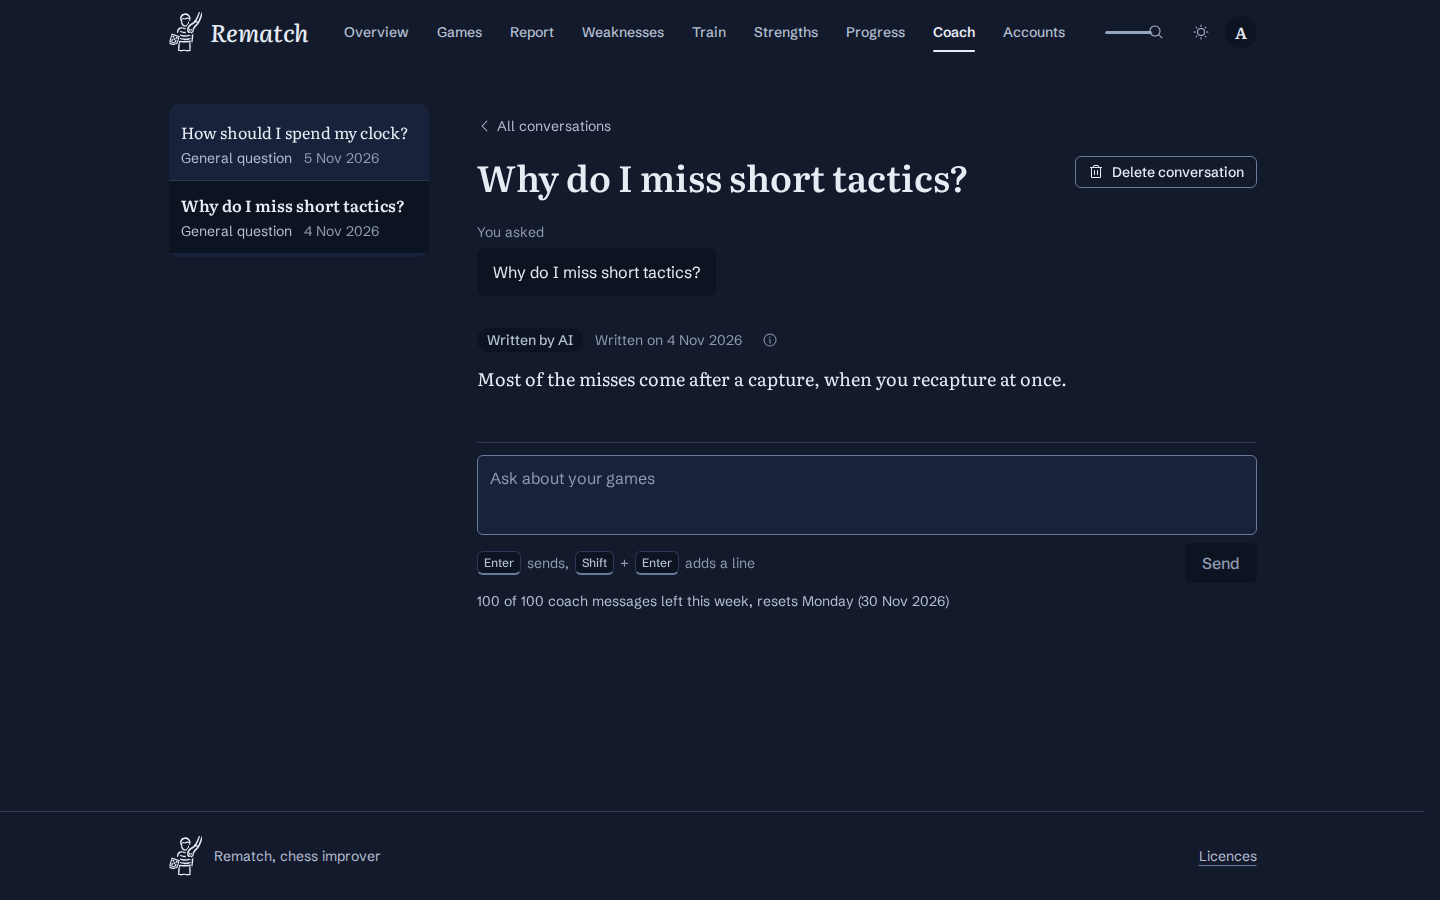 Rematch
Overview Games Report Weaknesses Train Strengths Progress Coach Accounts A
How should I spend my clock?
General question 5 Nov 2026
Why do I miss short tactics?
General question 4 Nov 2026
All conversations
Why do I miss short tactics?
Delete conversation
You asked
Why do I miss short tactics?
Written by AI Written on 4 Nov 2026
Most of the misses come after a capture, when you recapture at once.
Ask about your games
Enter sends, Shift + Enter adds a line
Send
100 of 100 coach messages left this week, resets Monday (30 Nov 2026)
Rematch, chess improver
Licences